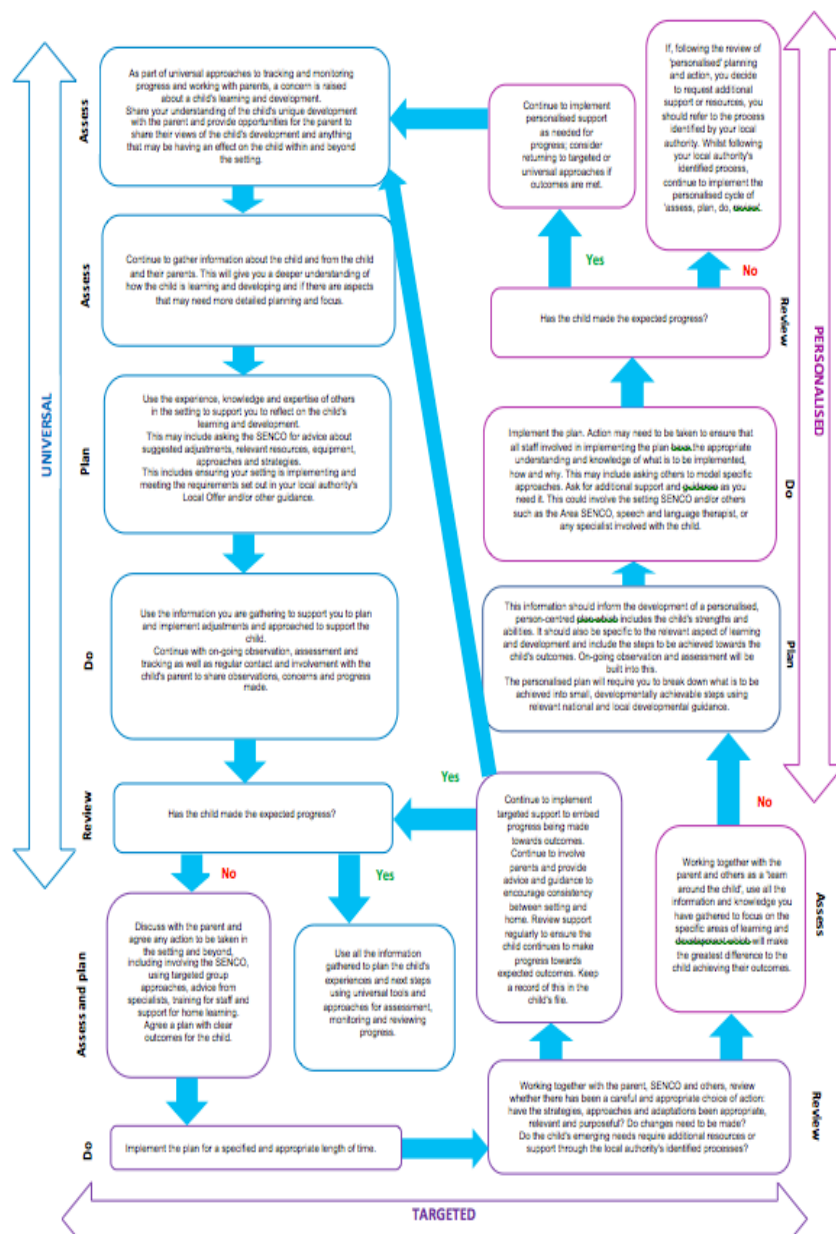 UNIVERSAL
Assess
As part of universal approaches to tracking and monitoring
progress and working with parents, a concern is raised
about a child's learning and development.
Share your understanding of the child's unique development
with the parent and provide opportunities for the parent to
share their views of the child's development and anything
that may be having an effect on the child within and beyond
the setting.
Assess
Continue to gather information about the child and from the child
and their parents. This will give you a deeper understanding of
how the child is learning and developing and if there are aspects
that may need more detailed planning and focus.
Plan
Use the experience, knowledge and expertise of others
in the setting to support you to reflect on the child's
learning and development.
This may include asking the SENCO for advice about
suggested adjustments, relevant resources, equipment,
approaches and strategies.
This includes ensuring your setting is implementing and
meeting the requirements set out in your local authority's
Local Offer and/or other guidance.
Do
Use the information you are gathering to support you to plan
and implement adjustments and approached to support the
child.
Continue with on-going observation, assessment and
tracking as well as regular contact and involvement with the
child's parent to share observations, concerns and progress
made.
Review
Has the child made the expected progress?
No
Yes
Assess and plan
Discuss with the parent and
agree any action to be taken in
the setting and beyond,
including involving the SENCO,
using targeted group
approaches, advice from
specialists, training for staff and
support for home learning.
Agree a plan with clear
outcomes for the child.
Use all the information
gathered to plan the child's
experiences and next steps
using universal tools and
approaches for assessment,
monitoring and reviewing
progress.
Do
Implement the plan for a specified and appropriate length of time.
TARGETED
Review
Working together with the parent, SENCO and others, review
whether there has been a careful and appropriate choice of action:
have the strategies, approaches and adaptations been appropriate,
relevant and purposeful? Do changes need to be made?
Do the child's emerging needs require additional resources or
support through the local authority's identified processes?
Yes
Continue to implement
targeted support to embed
progress being made
towards outcomes.
Continue to involve
parents and provide
advice and guidance to
encourage consistency
between setting and
home. Review support
regularly to ensure the
child continues to make
progress towards
expected outcomes. Keep
a record of this in the
child's file.
Assess
Working together with the
parent and others as a 'team
around the child', use all the
information and knowledge you
have gathered to focus on the
specific areas of learning and
development which will make
the greatest difference to the
child achieving their outcomes.
No
PERSONALISED
Plan
This information should inform the development of a personalised,
person-centred plan which includes the child's strengths and
abilities. It should also be specific to the relevant aspect of learning
and development and include the steps to be achieved towards the
child's outcomes. On-going observation and assessment will be
built into this.
The personalised plan will require you to break down what is to be
achieved into small, developmentally achievable steps using
relevant national and local developmental guidance.
Do
Implement the plan. Action may need to be taken to ensure that
all staff involved in implementing the plan have the appropriate
understanding and knowledge of what is to be implemented,
how and why. This may include asking others to model specific
approaches. Ask for additional support and guidance as you
need it. This could involve the setting SENCO and/or others
such as the Area SENCO, speech and language therapist, or
any specialist involved with the child.
Review
Has the child made the expected progress?
Yes
No
Continue to implement
personalised support
as needed for
progress; consider
returning to targeted
or universal approaches if
outcomes are met.
If, following the review of
'personalised' planning
and action, you decide
to request additional
support or resources, you
should refer to the process
identified by your local
authority. Whilst following
your local authority's
identified process,
continue to implement the
personalised cycle of
'assess, plan, do, review'.